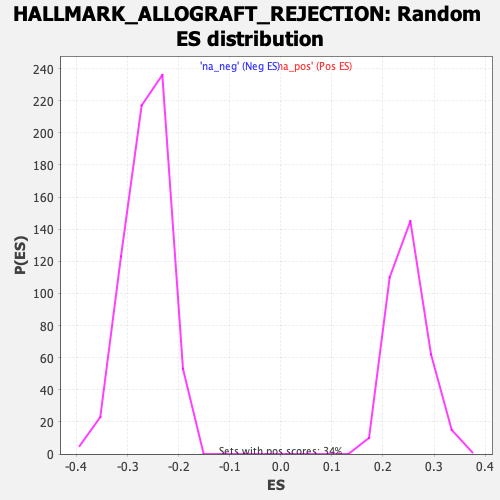 HALLMARK_ALLOGRAFT_REJECTION: Random
ES distribution
'na_neg' (Neg ES)
na_pos' (Pos ES)
240
220
200
180
160
140
120
100
80
60
40
20
0
P(ES)
Sets with pos scores: 34%
-0.4 -0.3 -0.2 -0.1 0.0 0.1 0.2 0.3 0.4
ES